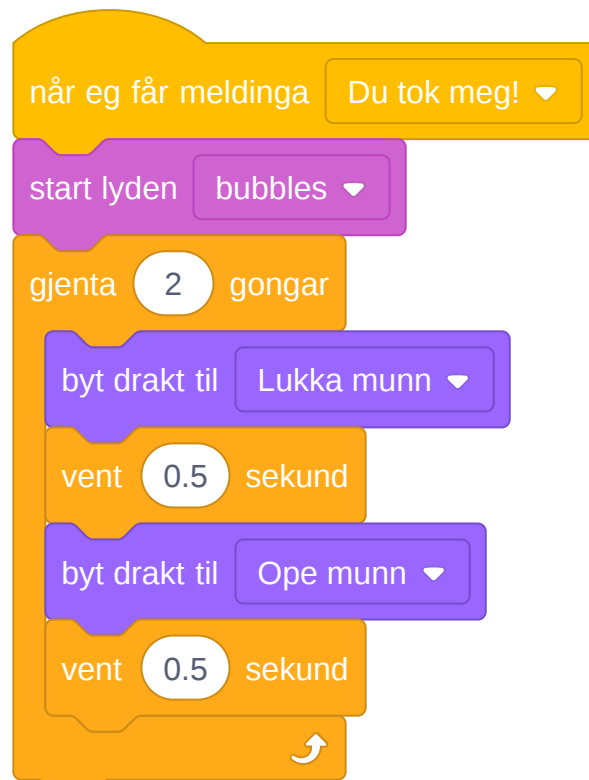 når eg får meldinga Du tok meg!
start lyden bubbles
gjenta 2 gongar
byt drakt til Lukka munn
vent 0.5 sekund
byt drakt til Ope munn
vent 0.5 sekund